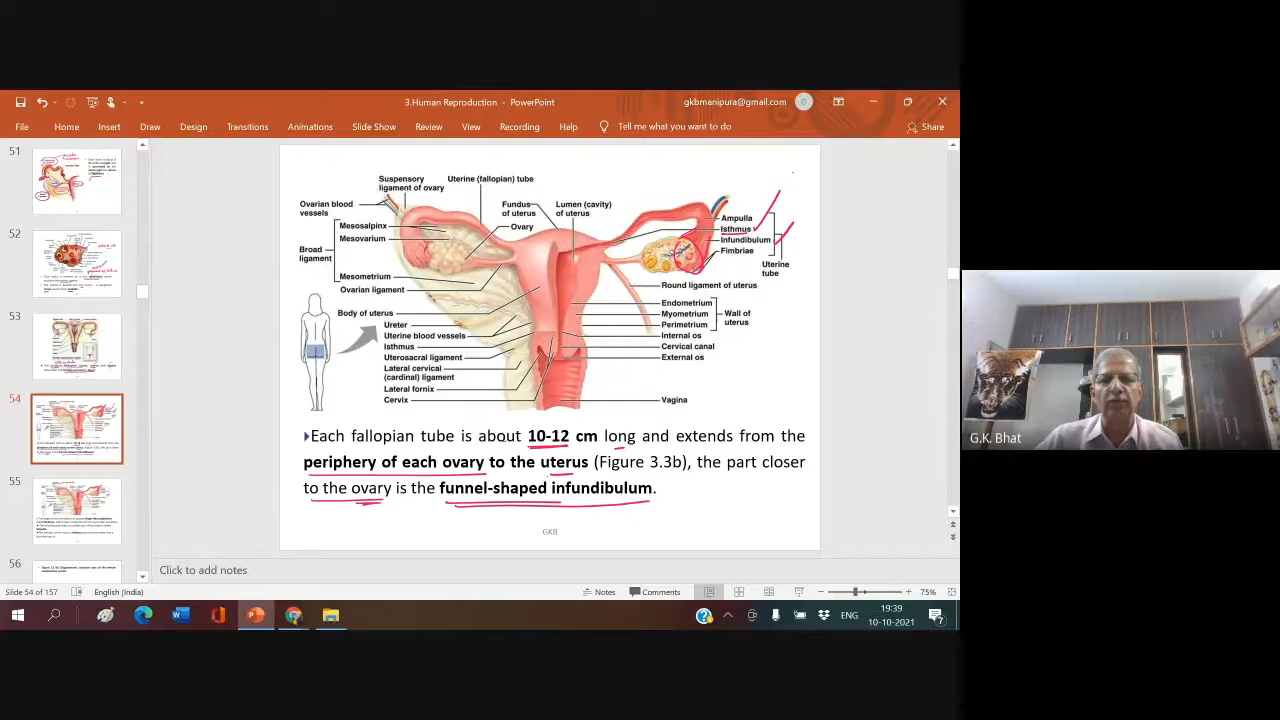 3.Human Reproduction - PowerPoint
gkbmanipura@gmail.com
G
File Home Insert Draw Design Transitions Animations Slide Show Review View Recording Help Tell me what you want to do
Share
51
52
53
54
55
56
Suspensory
ligament of ovary
Uterine (fallopian) tube
Ovarian blood
vessels
Fundus
of uterus
Lumen (cavity)
of uterus
Mesosalpinx
Mesovarium
Broad
ligament
Ovary
Mesometrium
Ovarian ligament
Body of uterus
Ureter
Uterine blood vessels
Isthmus
Uterosacral ligament
Lateral cervical
(cardinal) ligament
Lateral fornix
Cervix
Ampulla
Isthmus
Infundibulum
Fimbriae
Uterine
tube
Round ligament of uterus
Endometrium
Myometrium
Perimetrium
Wall of
uterus
Internal os
Cervical canal
External os
Vagina
Each fallopian tube is about 10-12 cm long and extends from the
periphery of each ovary to the uterus (Figure 3.3b), the part closer
to the ovary is the funnel-shaped infundibulum.
GKB
Click to add notes
Slide 54 of 157 English (India) Notes Comments 75%
ENG
19:39
10-10-2021
7
G.K. Bhat